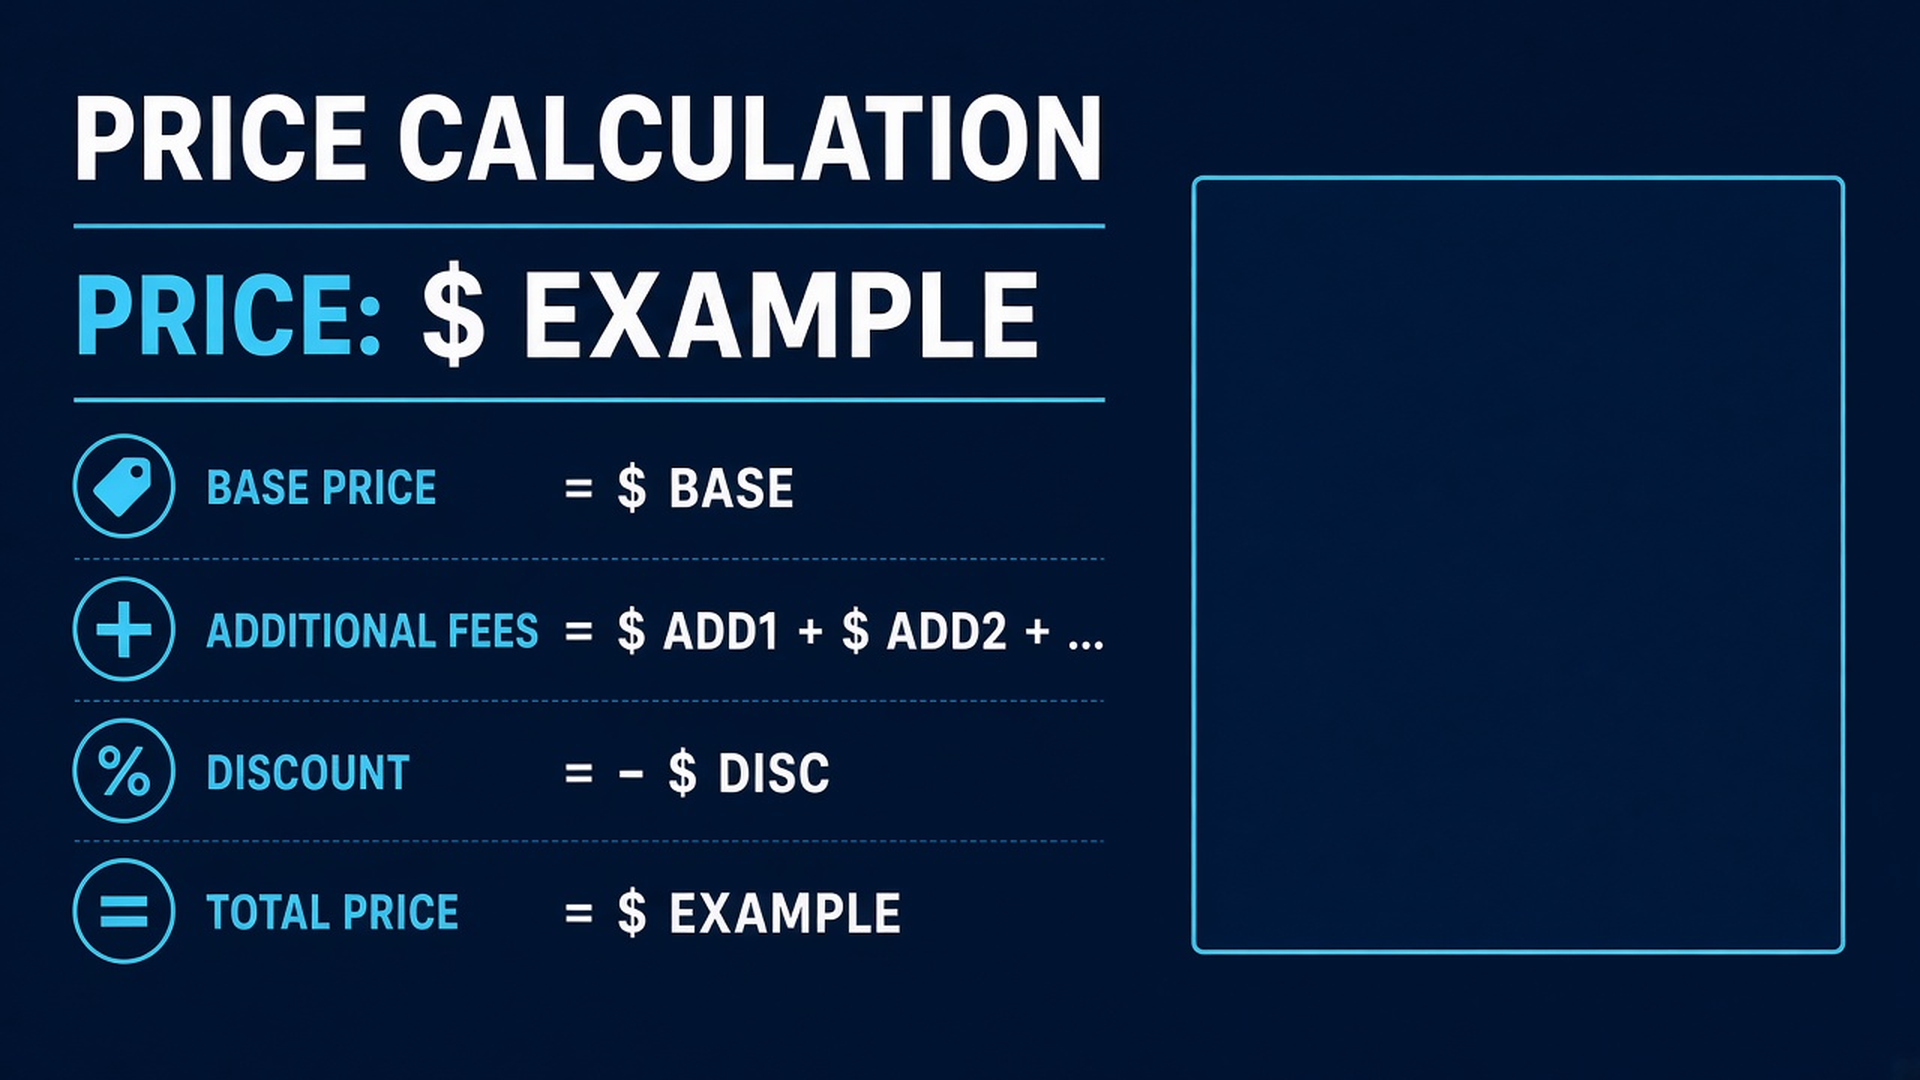 PRICE CALCULATION
PRICE: $ EXAMPLE
BASE PRICE = $ BASE
ADDITIONAL FEES = $ ADD1 + $ ADD2 + ...
% DISCOUNT = - $ DISC
TOTAL PRICE = $ EXAMPLE